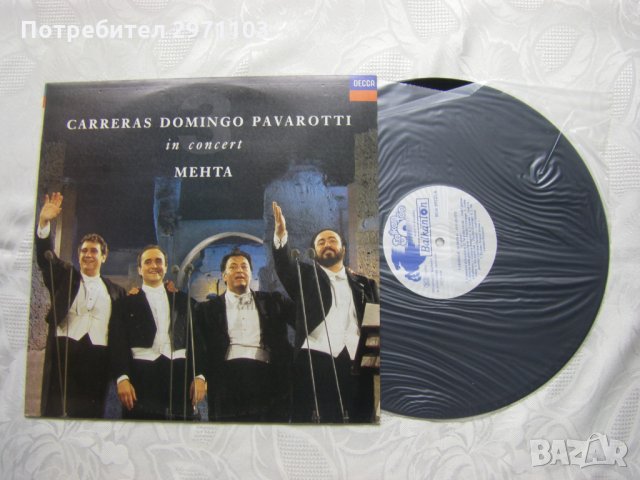 Потребител 2971103
DECCA
CARRERAS DOMINGO PAVAROTTI
in concert
MEHTA
Balkanton
BAZAR